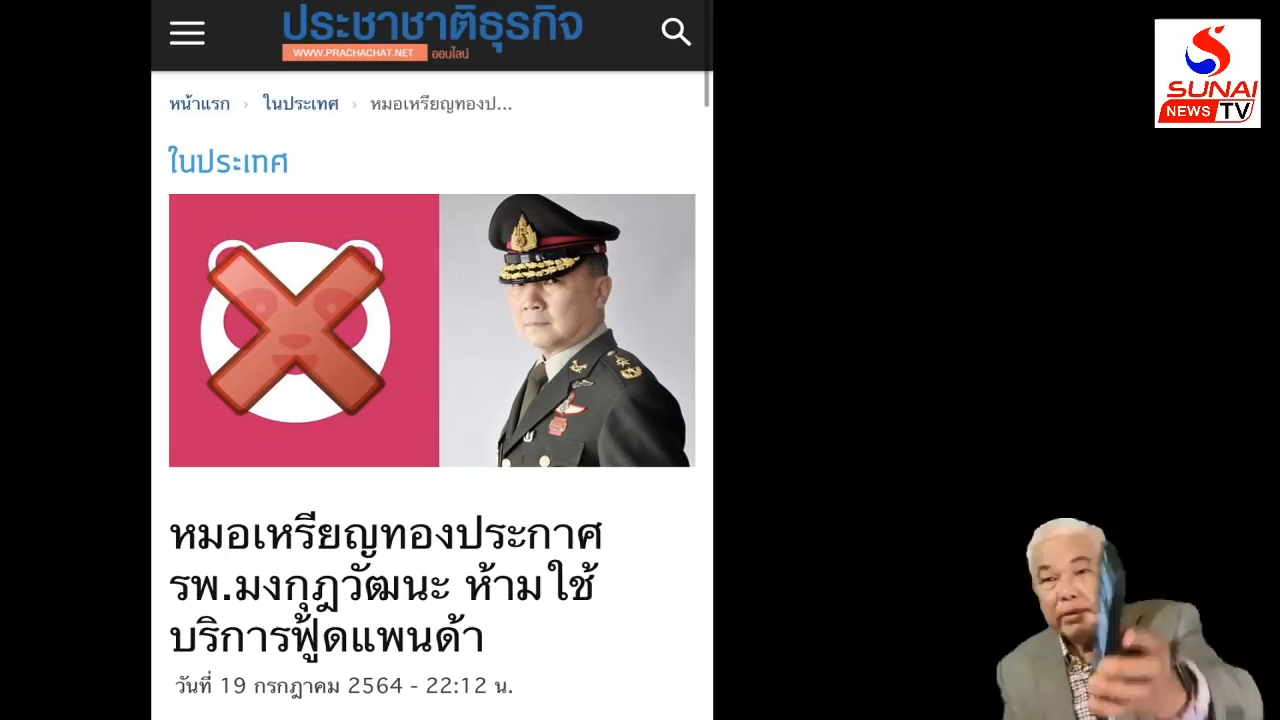 ประชาชาติธุรกิจ
WWW.PRACHACHAT.NET ออนไลน์
SUNAI
NEWS TV
หน้าแรก › ในประเทศ › หมอเหรียญทองป...
ในประเทศ
หมอเหรียญทองประกาศ
รพ.มงกุฎวัฒนะ ห้ามใช้
บริการฟู้ดแพนด้า
วันที่ 19 กรกฎาคม 2564 - 22:12 น.